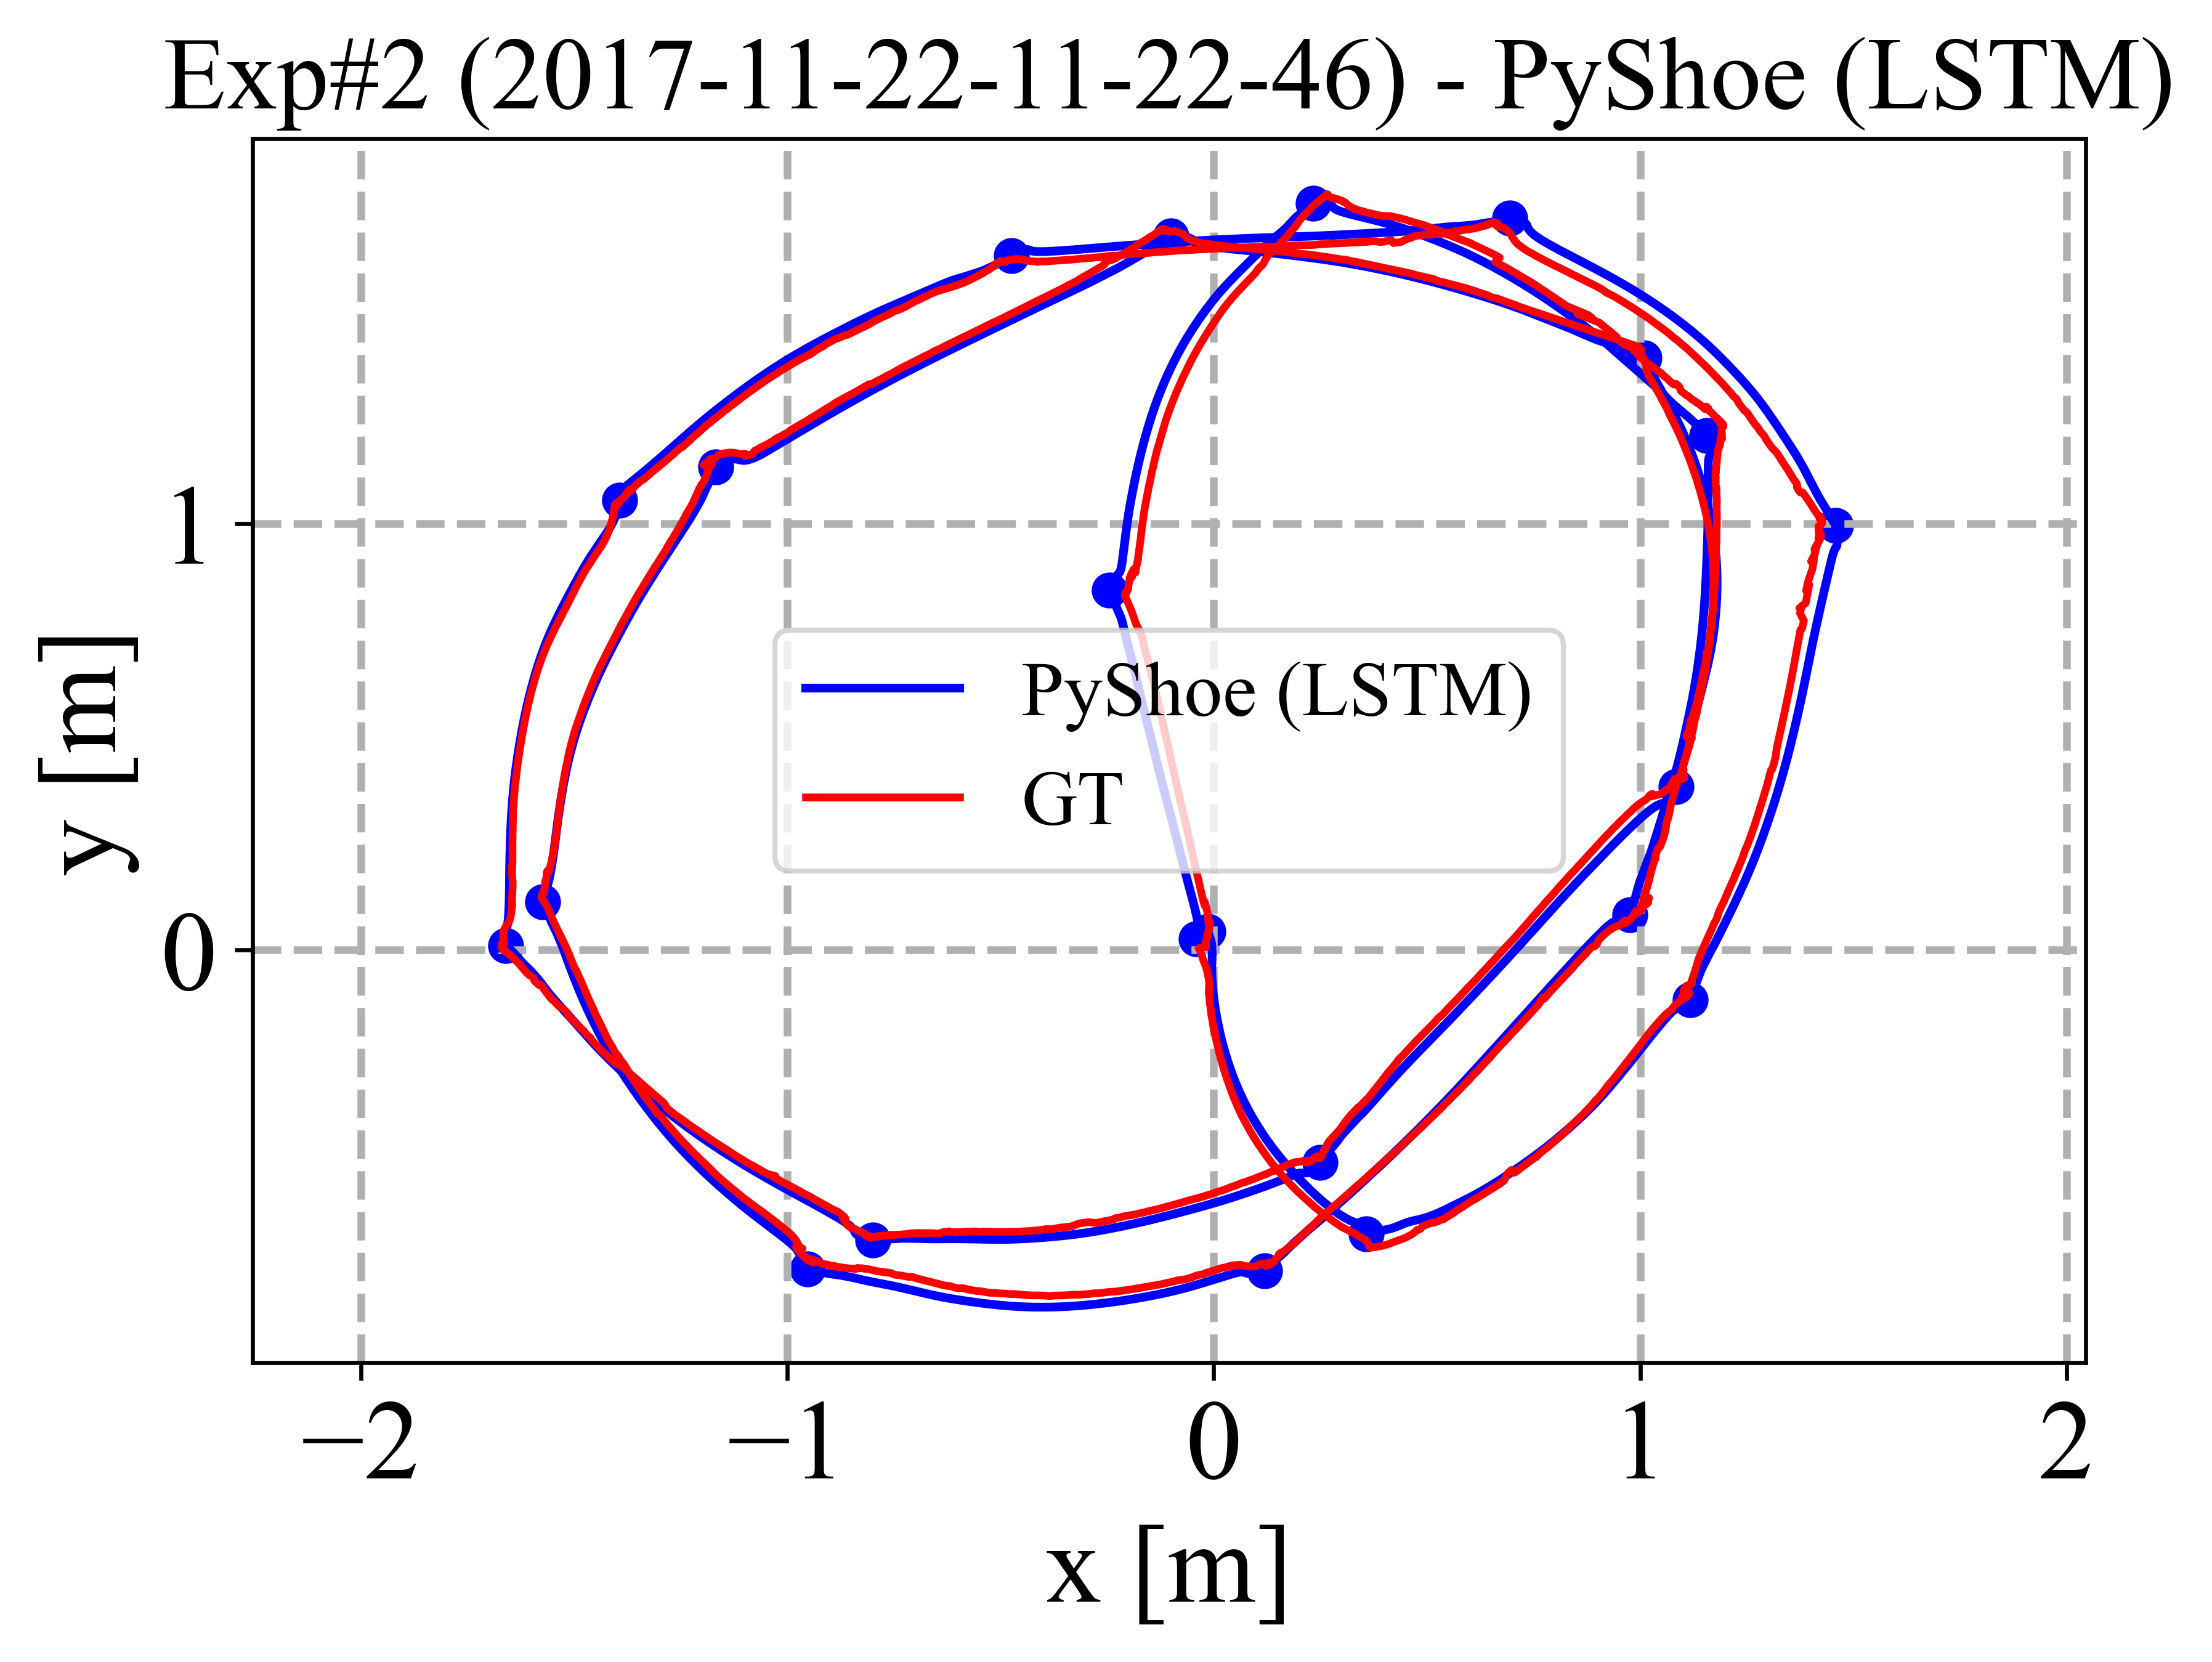 Exp#2 (2017-11-22-11-22-46) - PyShoe (LSTM)
y [m]
1
0
PyShoe (LSTM)
GT
−2 −1 0 1 2
x [m]